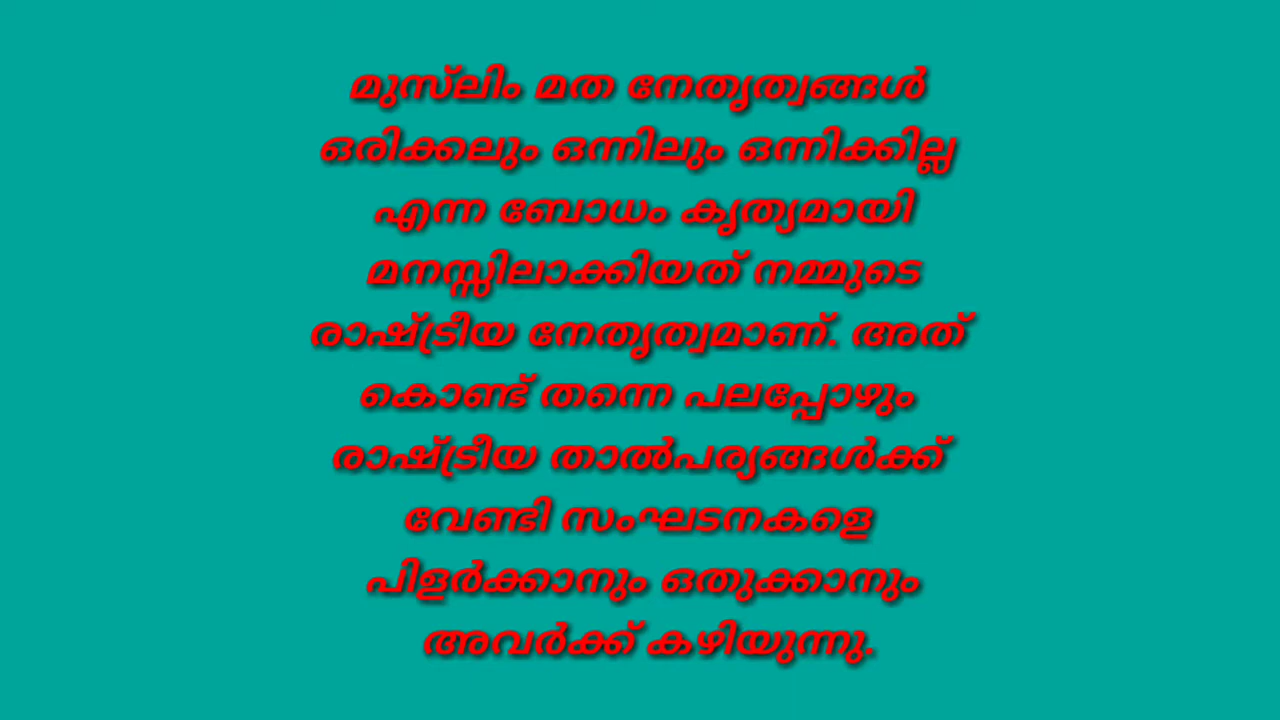 മുസ്ലിം മത നേതൃത്വങ്ങൾ
ഒരിക്കലും ഒന്നിലും ഒന്നിക്കില്ല
എന്ന ബോധം കൃത്യമായി
മനസ്സിലാക്കിയത് നമ്മുടെ
രാഷ്ട്രീയ നേതൃത്വമാണ്. അത്
കൊണ്ട് തന്നെ പലപ്പോഴും
രാഷ്ട്രീയ താൽപര്യങ്ങൾക്ക്
വേണ്ടി സംഘടനകളെ
പിളർക്കാനും ഒതുക്കാനും
അവർക്ക് കഴിയുന്നു.